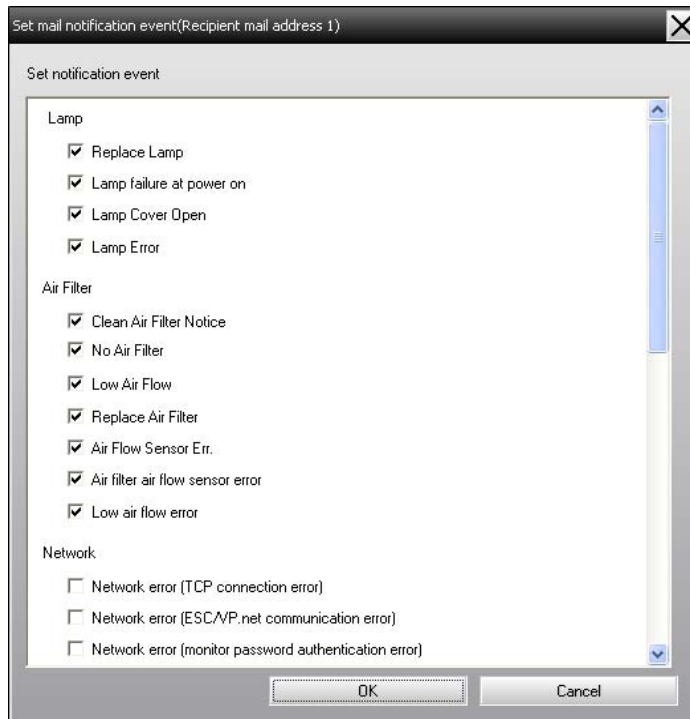 Set mail notification event(Recipient mail address 1)
Set notification event
Lamp
Replace Lamp
Lamp failure at power on
Lamp Cover Open
Lamp Error
Air Filter
Clean Air Filter Notice
No Air Filter
Low Air Flow
Replace Air Filter
Air Flow Sensor Err.
Air filter air flow sensor error
Low air flow error
Network
Network error (TCP connection error)
Network error (ESC/VP.net communication error)
Network error (monitor password authentication error)
OK
Cancel